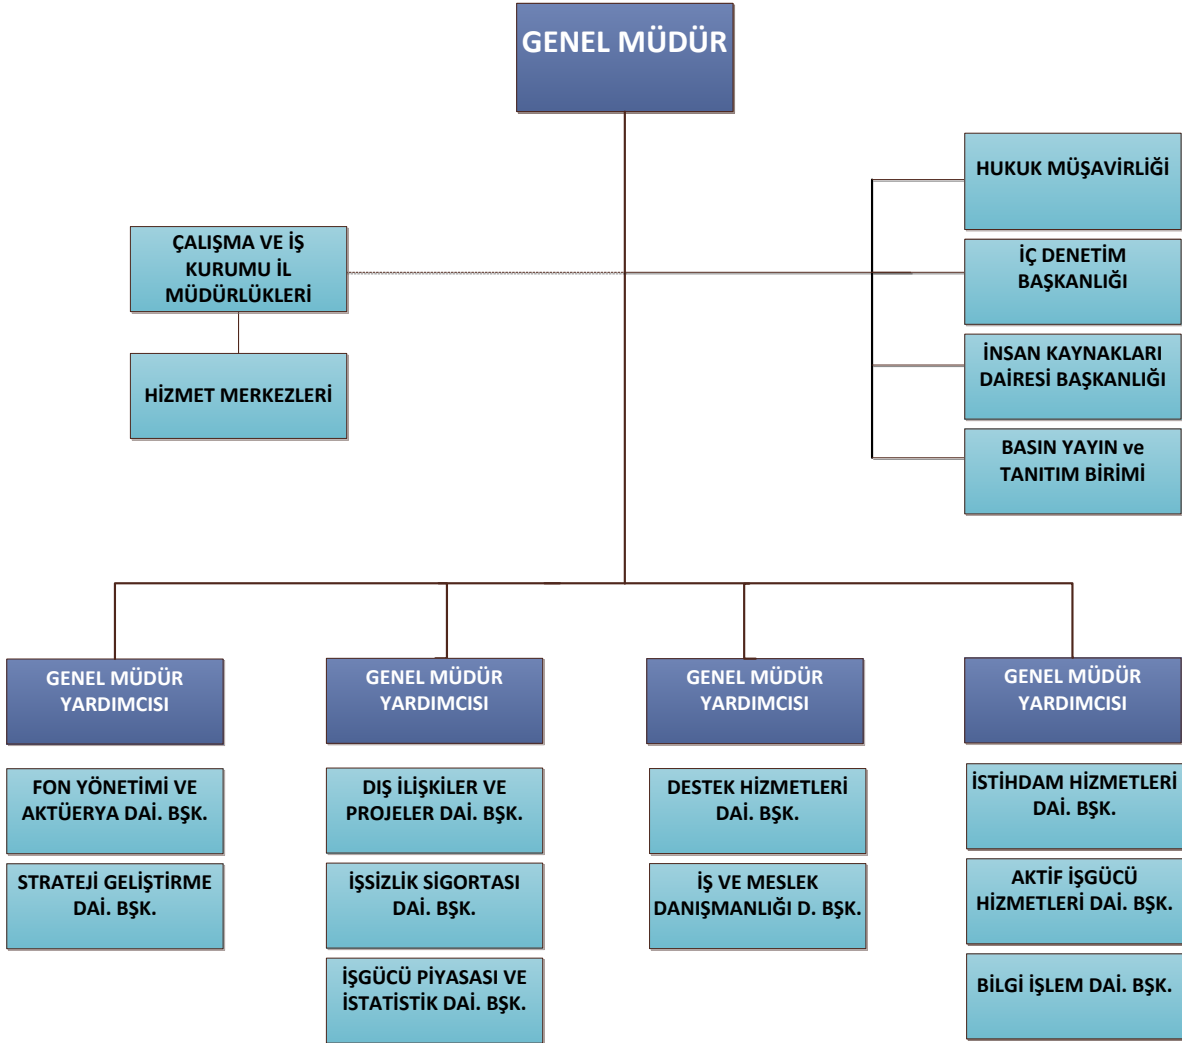 GENEL MÜDÜR
HUKUK MÜŞAVİRLİĞİ
ÇALIŞMA VE İŞ
KURUMU İL
MÜDÜRLÜKLERİ
İÇ DENETİM
BAŞKANLIĞI
HİZMET MERKEZLERİ
İNSAN KAYNAKLARI
DAİRESİ BAŞKANLIĞI
BASIN YAYIN ve
TANITIM BİRİMİ
GENEL MÜDÜR
YARDIMCISI
GENEL MÜDÜR
YARDIMCISI
GENEL MÜDÜR
YARDIMCISI
GENEL MÜDÜR
YARDIMCISI
FON YÖNETİMİ VE
AKTÜERYA DAİ. BŞK.
STRATEJİ GELİŞTİRME
DAİ. BŞK.
DIŞ İLİŞKİLER VE
PROJELER DAİ. BŞK.
İŞSİZLİK SİGORTASI
DAİ. BŞK.
İŞGÜCÜ PİYASASI VE
İSTATİSTİK DAİ. BŞK.
DESTEK HİZMETLERİ
DAİ. BŞK.
İŞ VE MESLEK
DANIŞMANLIĞI D. BŞK.
İSTİHDAM HİZMETLERİ
DAİ. BŞK.
AKTİF İŞGÜCÜ
HİZMETLERİ DAİ. BŞK.
BİLGİ İŞLEM DAİ. BŞK.